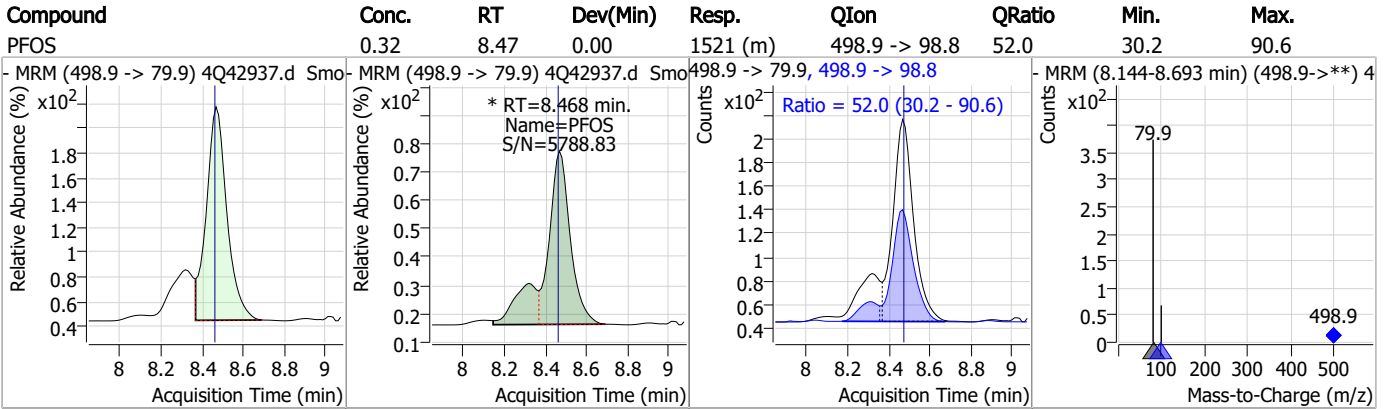 Compound Conc. RT Dev(Min) Resp. QIon QRatio Min. Max.
PFOS 0.32 8.47 0.00 1521 (m) 498.9 -> 98.8 52.0 30.2 90.6
- MRM (498.9 -> 79.9) 4Q42937.d Smo
x10²
Relative Abundance (%)
1.8
1.6
1.4
1.2
1
0.8
0.6
0.4
8 8.2 8.4 8.6 8.8 9
Acquisition Time (min)
- MRM (498.9 -> 79.9) 4Q42937.d Smo
x10²
* RT=8.468 min.
Name=PFOS
S/N=5788.83
Relative Abundance (%)
0.8
0.7
0.6
0.5
0.4
0.3
0.2
0.1
8 8.2 8.4 8.6 8.8 9
Acquisition Time (min)
498.9 -> 79.9, 498.9 -> 98.8
x10²
Ratio = 52.0 (30.2 - 90.6)
Counts
2
1.8
1.6
1.4
1.2
1
0.8
0.6
0.4
8 8.2 8.4 8.6 8.8 9
Acquisition Time (min)
- MRM (8.144-8.693 min) (498.9->**) 4
x10²
Counts
79.9
3.5
3
2.5
2
1.5
1
0.5
0
498.9
100 200 300 400 500
Mass-to-Charge (m/z)